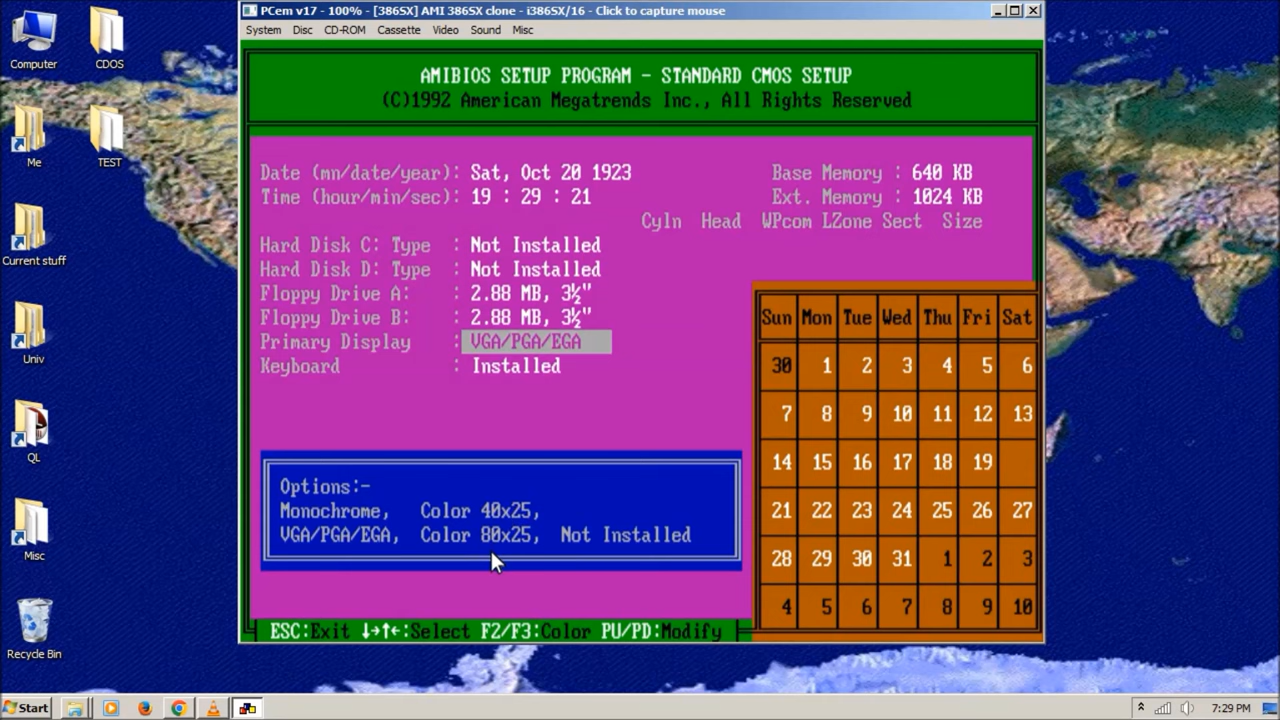 PCem v17 - 100% - [386SX] AMI 386SX clone - i386SX/16 - Click to capture mouse
System Disc CD-ROM Cassette Video Sound Misc
AMIBIOS SETUP PROGRAM - STANDARD CMOS SETUP
(C)1992 American Megatrends Inc., All Rights Reserved
Date (mn/date/year): Sat, Oct 20 1923 Base Memory : 640 KB
Time (hour/min/sec): 19 : 29 : 21 Ext. Memory : 1024 KB
Cyln Head WPcom LZone Sect Size
Hard Disk C: Type : Not Installed
Hard Disk D: Type : Not Installed
Floppy Drive A: : 2.88 MB, 3½"
Floppy Drive B: : 2.88 MB, 3½"
Primary Display : VGA/PGA/EGA
Keyboard : Installed
Sun Mon Tue Wed Thu Fri Sat
30 1 2 3 4 5 6
7 8 9 10 11 12 13
14 15 16 17 18 19
21 22 23 24 25 26 27
28 29 30 31 1 2 3
4 5 6 7 8 9 10
Options:-
Monochrome, Color 40x25,
VGA/PGA/EGA, Color 80x25, Not Installed
ESC:Exit ↓→↑←:Select F2/F3:Color PU/PD:Modify
Computer
CDOS
Me
TEST
Current stuff
Univ
QL
Misc
Recycle Bin
Start
7:29 PM